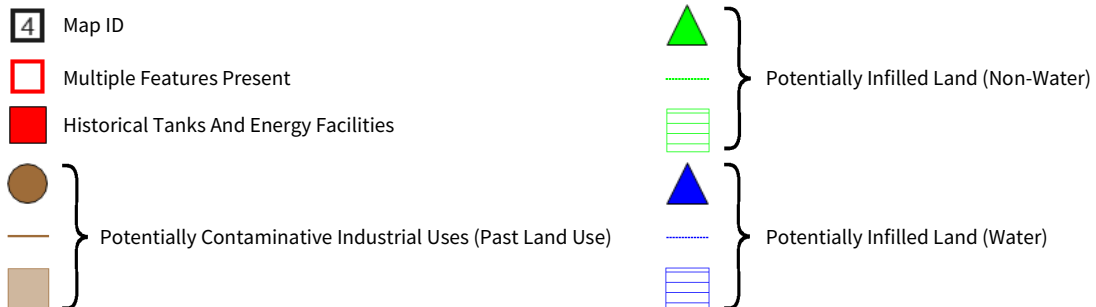 4 Map ID
Multiple Features Present
Historical Tanks And Energy Facilities
Potentially Contaminative Industrial Uses (Past Land Use)
Potentially Infilled Land (Non-Water)
Potentially Infilled Land (Water)